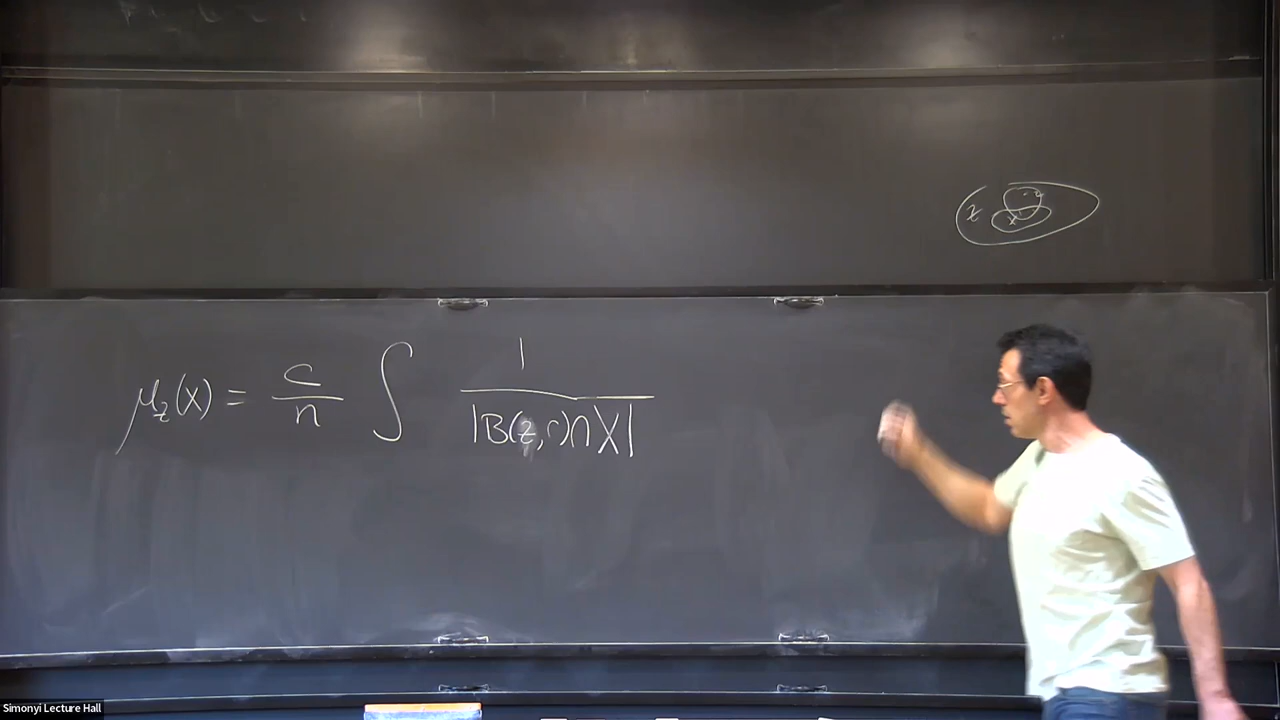 z x y
μ_z(x) = c/n ∫ 1/|B(z,r)∩X|
Simonyi Lecture Hall